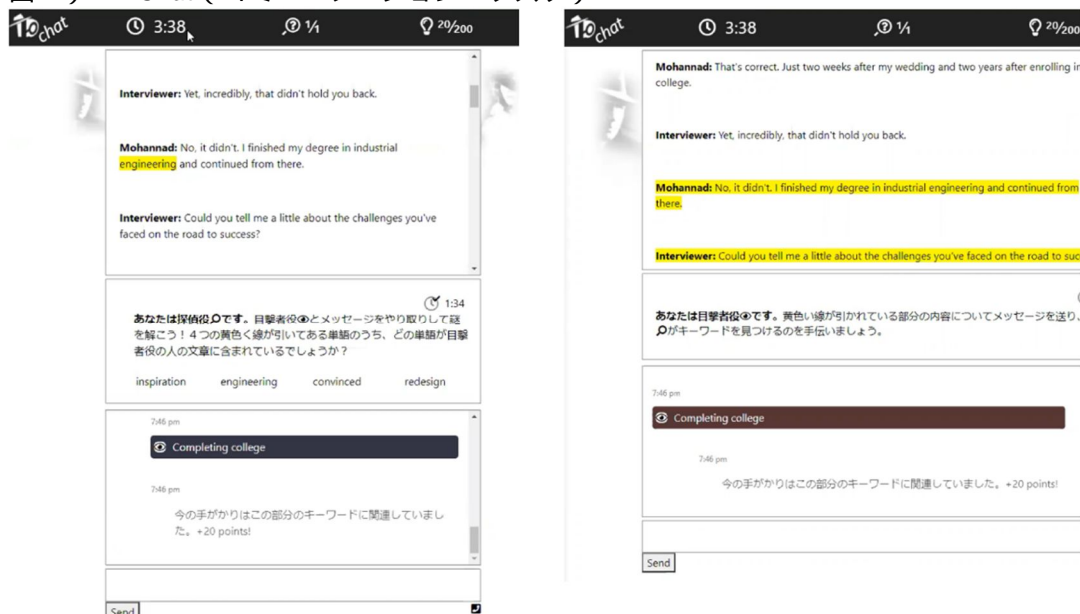 TDchat 3:38 1/1 20/200
Interviewer: Yet, incredibly, that didn't hold you back.
Mohannad: No, it didn't. I finished my degree in industrial
engineering and continued from there.
Interviewer: Could you tell me a little about the challenges you've
faced on the road to success?
1:34
あなたは探偵役です。目撃者役とメッセージをやり取りして謎
を解こう！４つの黄色く線が引いてある単語のうち、どの単語が目撃
者役の人の文章に含まれているでしょうか？
inspiration engineering convinced redesign
7:46 pm
Completing college
7:46 pm
今の手がかりはこの部分のキーワードに関連していまし
た。+20 points!
Send
TDchat 3:38 1/1 20/200
Mohannad: That's correct. Just two weeks after my wedding and two years after enrolling in
college.
Interviewer: Yet, incredibly, that didn't hold you back.
Mohannad: No, it didn't. I finished my degree in industrial engineering and continued from
there.
Interviewer: Could you tell me a little about the challenges you've faced on the road to suc
あなたは目撃者役です。黄色い線が引かれている部分の内容についてメッセージを送り、
がキーワードを見つけるのを手伝いましょう。
7:46 pm
Completing college
7:46 pm
今の手がかりはこの部分のキーワードに関連していました。+20 points!
Send